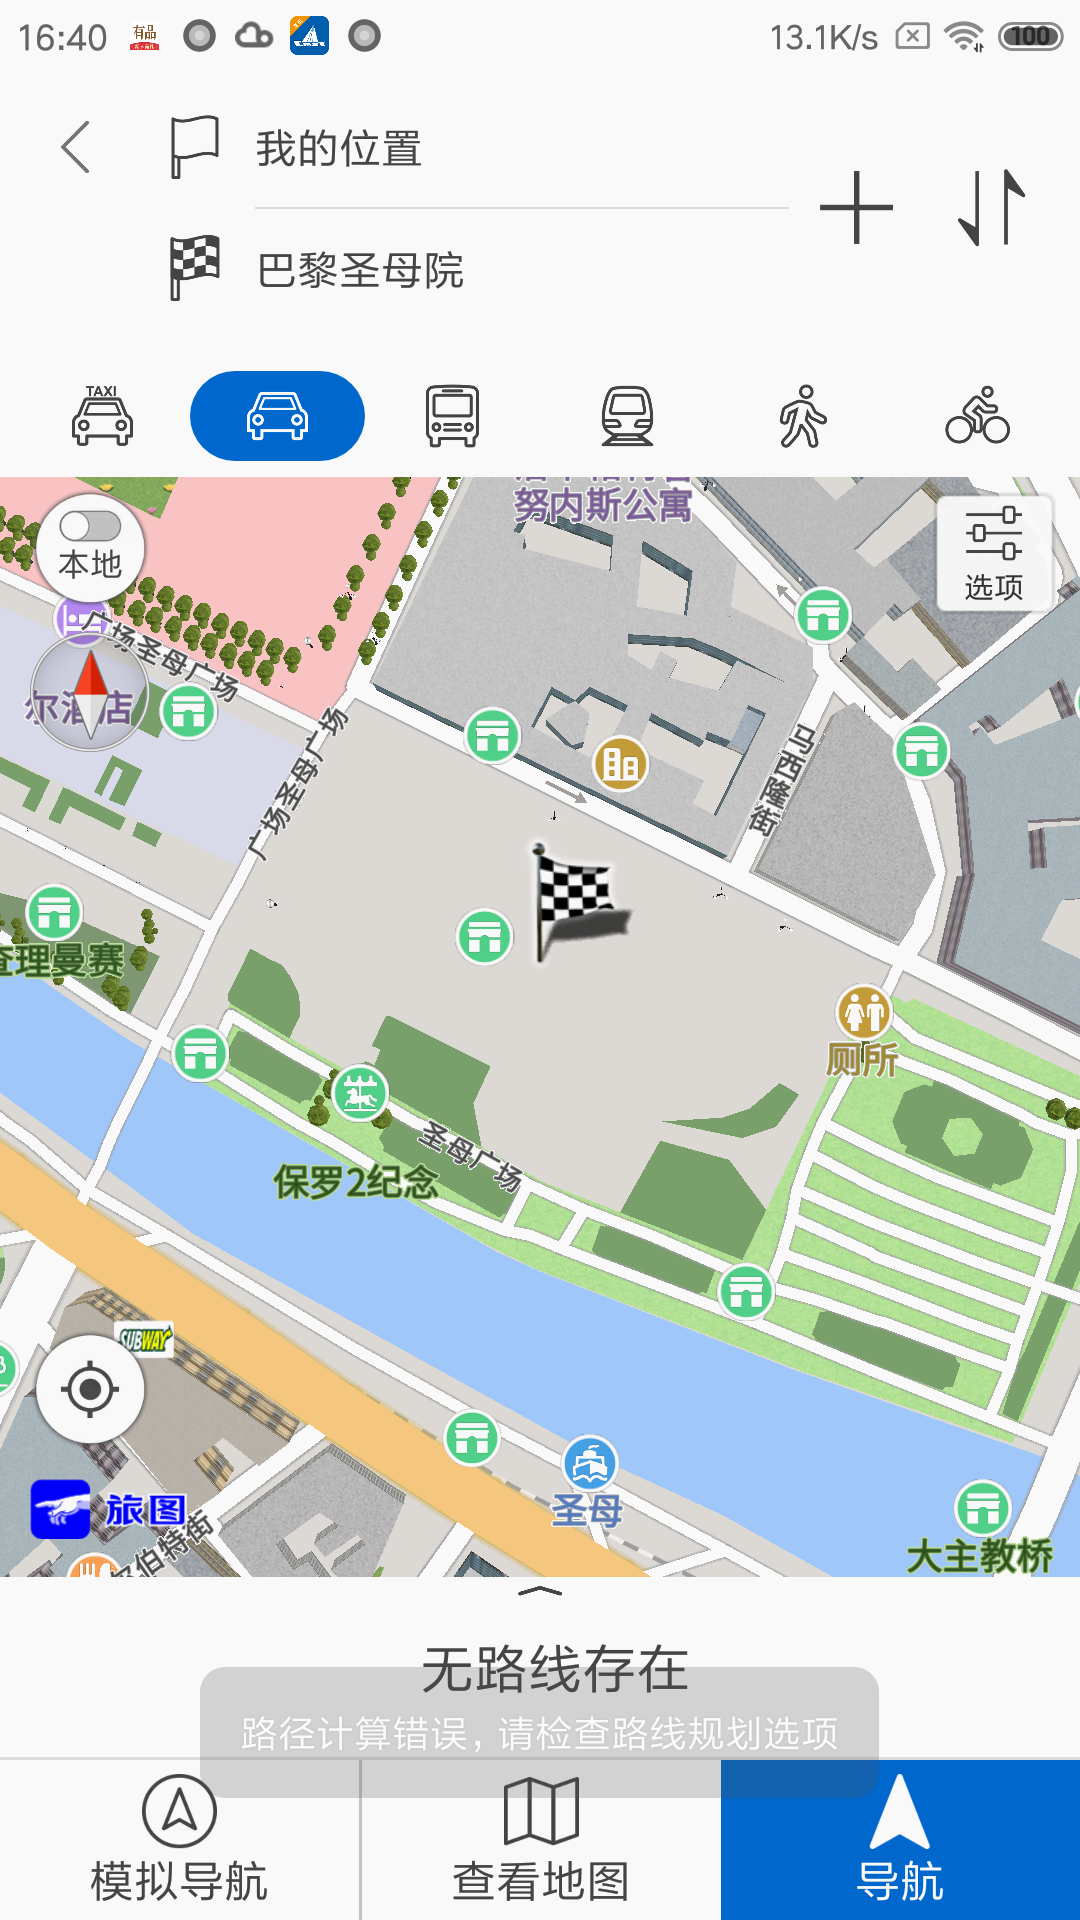 16:40
有品
13.1K/s
100
我的位置
巴黎圣母院
TAXI
努内斯公寓
本地
选项
广场圣母广场
尔酒店
广场圣母广场
马西隆街
查理曼赛
厕所
圣母广场
保罗2纪念
SUBWAY
圣母
旅图
尔伯特街
大主教桥
无路线存在
路径计算错误,请检查路线规划选项
模拟导航
查看地图
导航